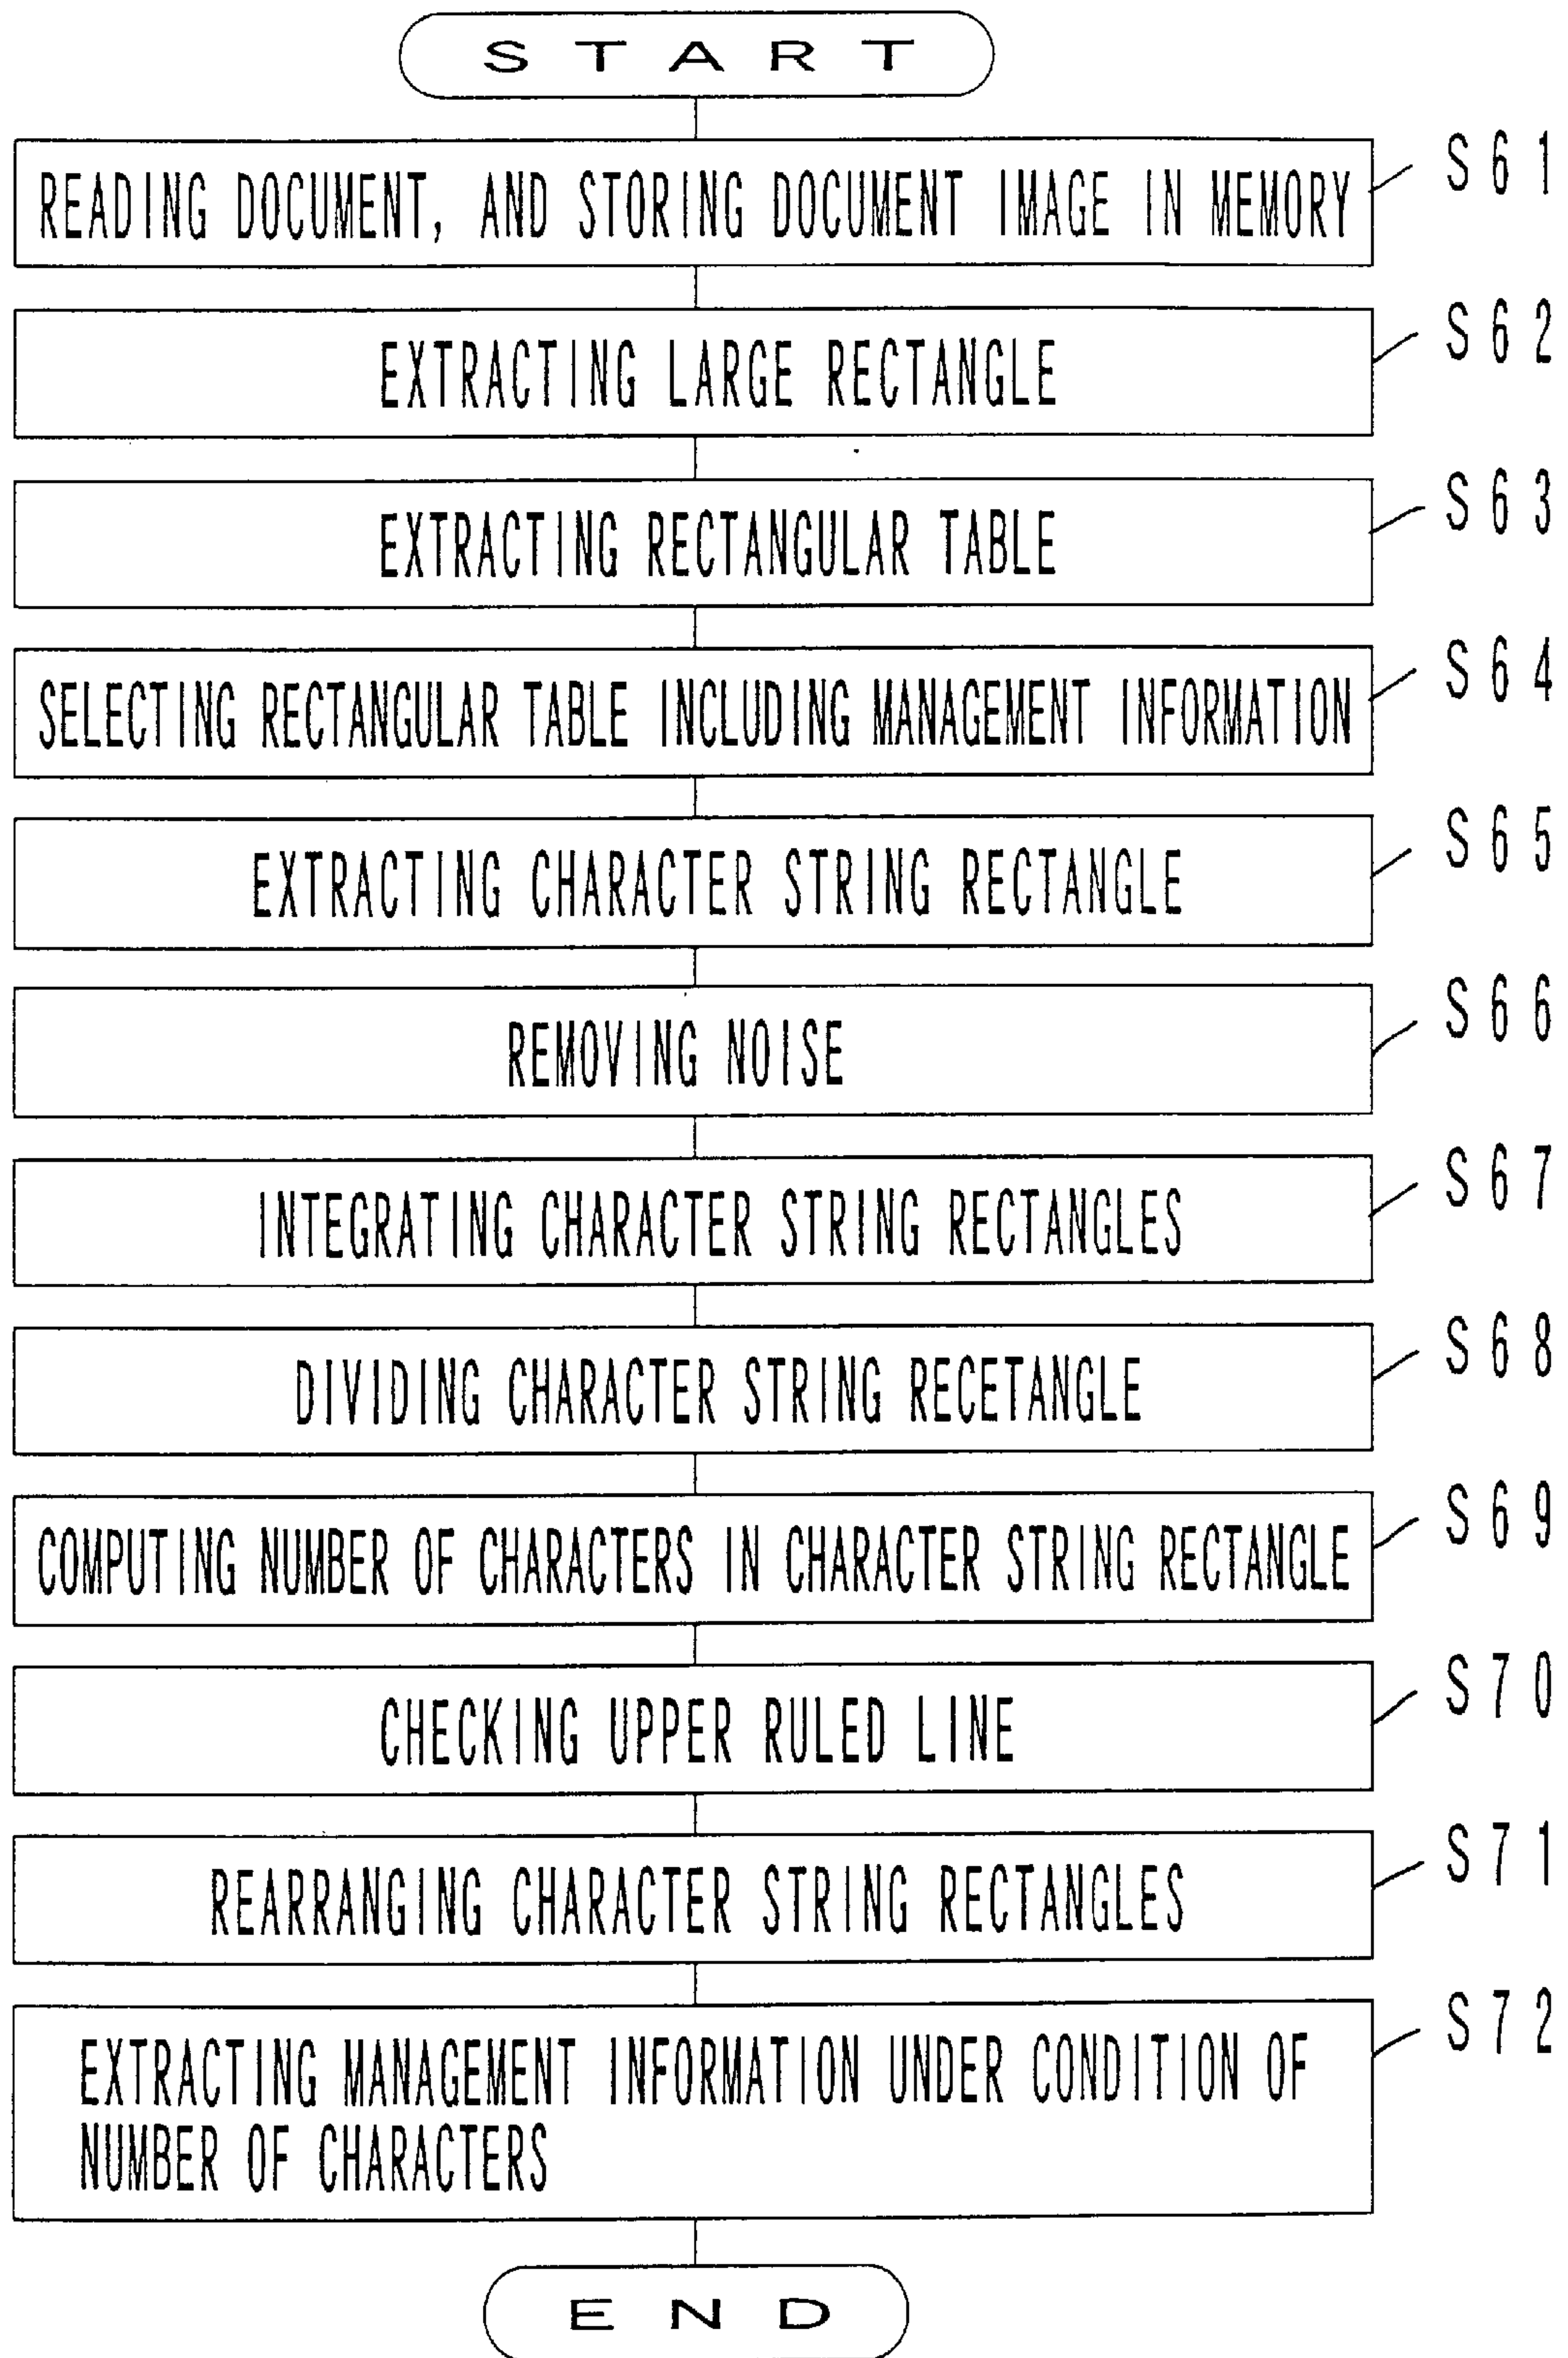 START
READING DOCUMENT, AND STORING DOCUMENT IMAGE IN MEMORY S61
EXTRACTING LARGE RECTANGLE S62
EXTRACTING RECTANGULAR TABLE S63
SELECTING RECTANGULAR TABLE INCLUDING MANAGEMENT INFORMATION S64
EXTRACTING CHARACTER STRING RECTANGLE S65
REMOVING NOISE S66
INTEGRATING CHARACTER STRING RECTANGLES S67
DIVIDING CHARACTER STRING RECETANGLE S68
COMPUTING NUMBER OF CHARACTERS IN CHARACTER STRING RECTANGLE S69
CHECKING UPPER RULED LINE S70
REARRANGING CHARACTER STRING RECTANGLES S71
EXTRACTING MANAGEMENT INFORMATION UNDER CONDITION OF S72
NUMBER OF CHARACTERS
END